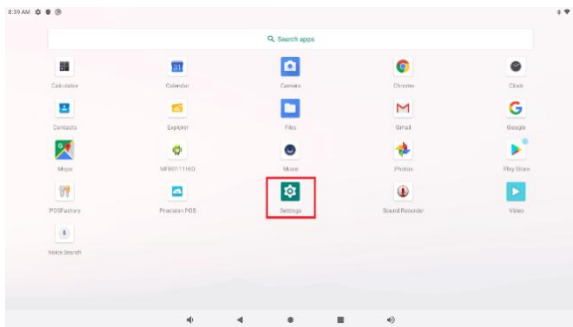 8:39 AM
Search apps
Calculator
Calendar
Camera
Chrome
Clock
Contacts
Explorer
Files
Gmail
Google
Maps
Music
Photos
Play Store
POSFactory
Precision POS
Settings
Sound Recorder
Video
Voice Search